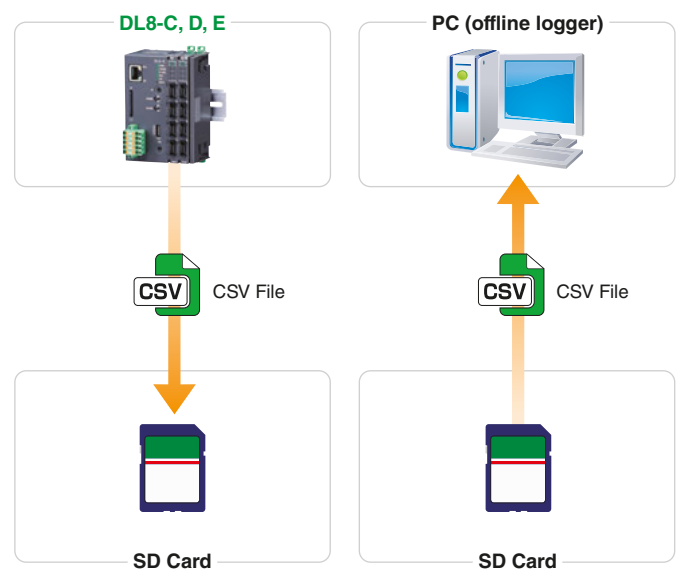 DL8-C, D, E
PC (offline logger)
CSV
CSV File
CSV
CSV File
SD Card
SD Card